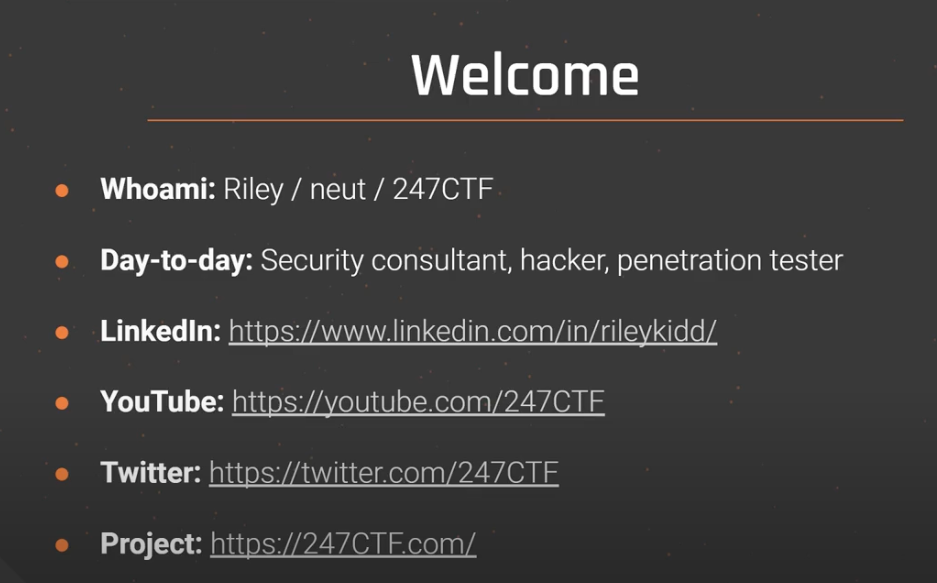 Welcome
● Whoami: Riley / neut / 247CTF
● Day-to-day: Security consultant, hacker, penetration tester
● LinkedIn: https://www.linkedin.com/in/rileykidd/
● YouTube: https://youtube.com/247CTF
● Twitter: https://twitter.com/247CTF
● Project: https://247CTF.com/